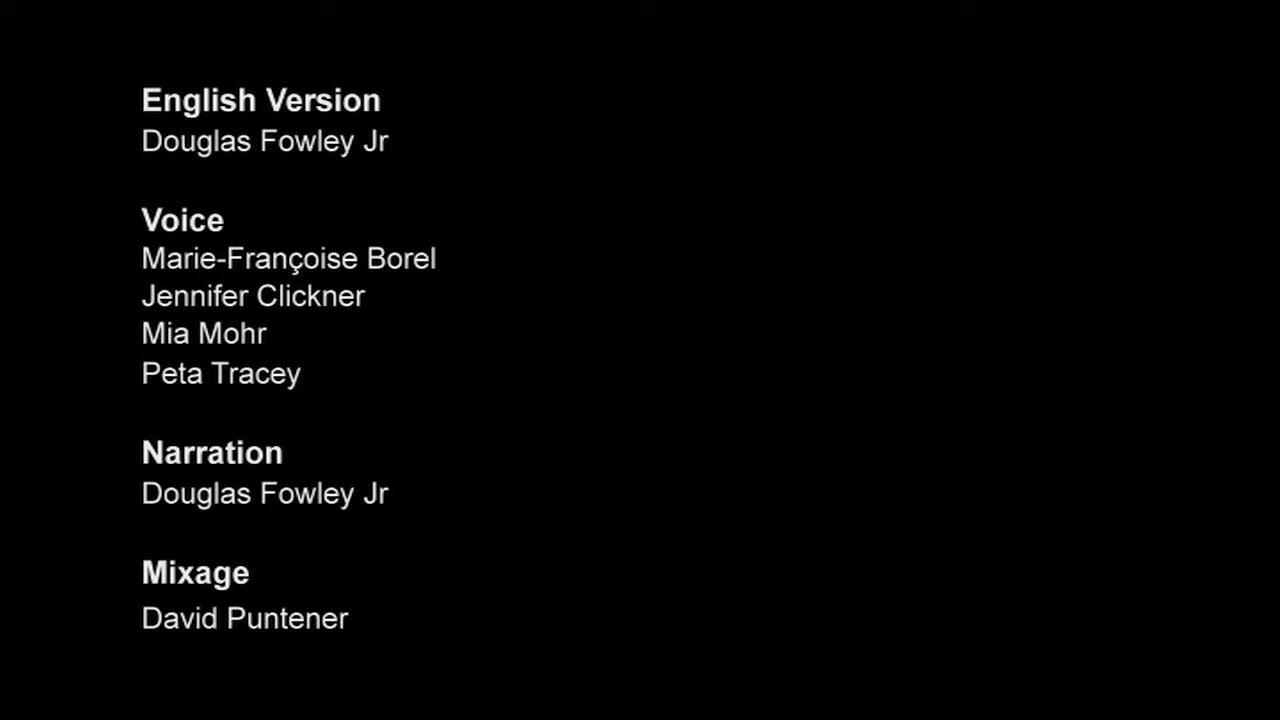 English Version
Douglas Fowley Jr
Voice
Marie-Françoise Borel
Jennifer Clickner
Mia Mohr
Peta Tracey
Narration
Douglas Fowley Jr
Mixage
David Puntener